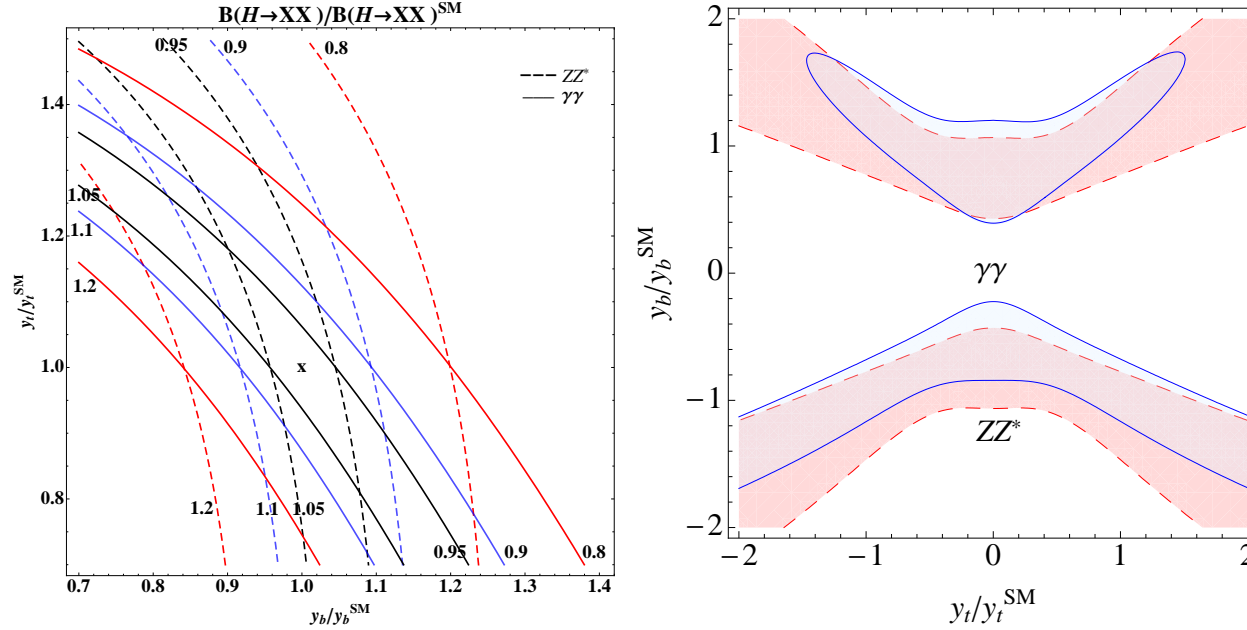 B(H→XX)/B(H→XX)^SM
0.95
0.9
0.8
ZZ*
γγ
1.05
1.1
1.2
x
1.2
1.1
1.05
0.95
0.9
0.8
1.4
1.2
1.0
0.8
y_t/y_t^SM
0.7 0.8 0.9 1.0 1.1 1.2 1.3 1.4
y_b/y_b^SM
2
1
0
−1
−2
y_b/y_b^SM
γγ
ZZ*
−2 −1 0 1 2
y_t/y_t^SM